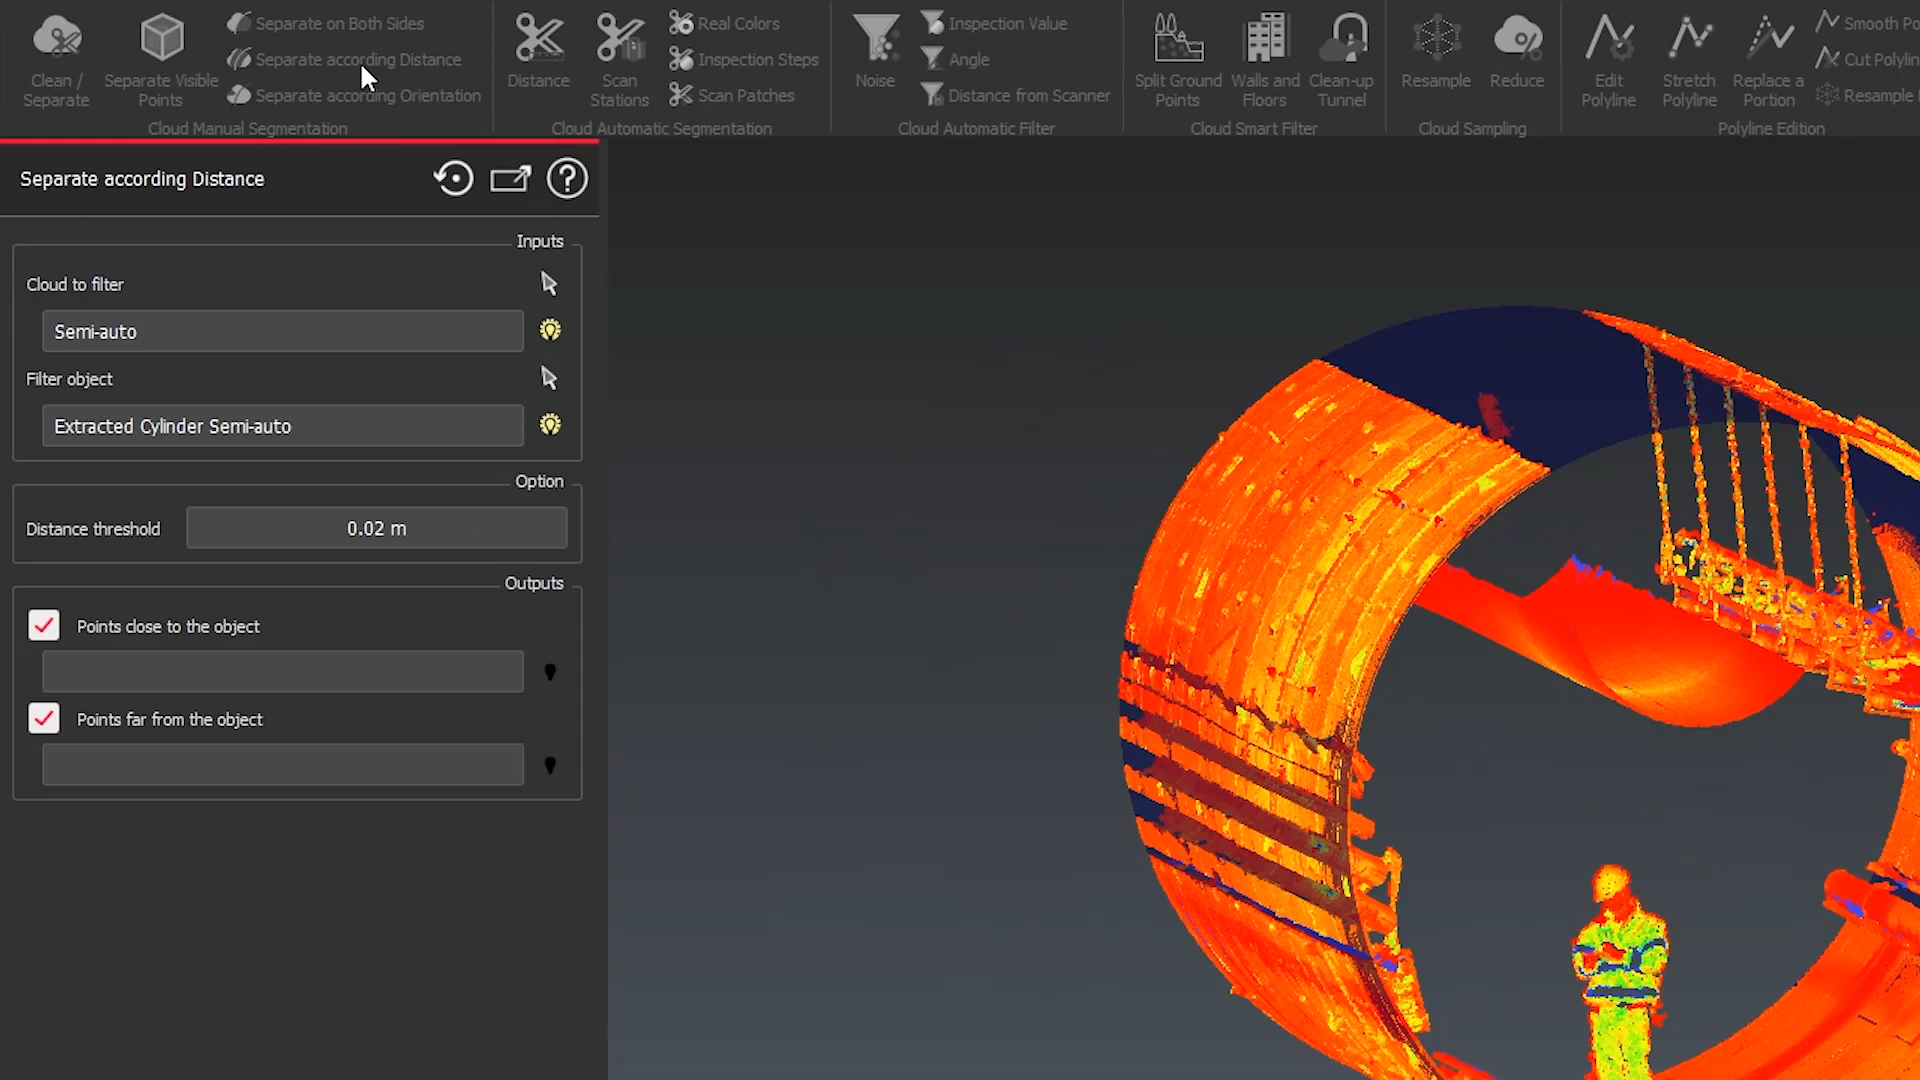 Clean /
Separate
Separate Visible
Points
Separate on Both Sides
Separate according Distance
Separate according Orientation
Cloud Manual Segmentation
Distance
Scan
Stations
Real Colors
Inspection Steps
Scan Patches
Cloud Automatic Segmentation
Noise
Inspection Value
Angle
Distance from Scanner
Cloud Automatic Filter
Split Ground
Points
Walls and
Floors
Clean-up
Tunnel
Cloud Smart Filter
Resample
Reduce
Cloud Sampling
Edit
Polyline
Stretch
Polyline
Replace a
Portion
Smooth Po
Cut Polylin
Resample
Polyline Edition
Separate according Distance
Inputs
Cloud to filter
Semi-auto
Filter object
Extracted Cylinder Semi-auto
Option
Distance threshold
0.02 m
Outputs
Points close to the object
Points far from the object